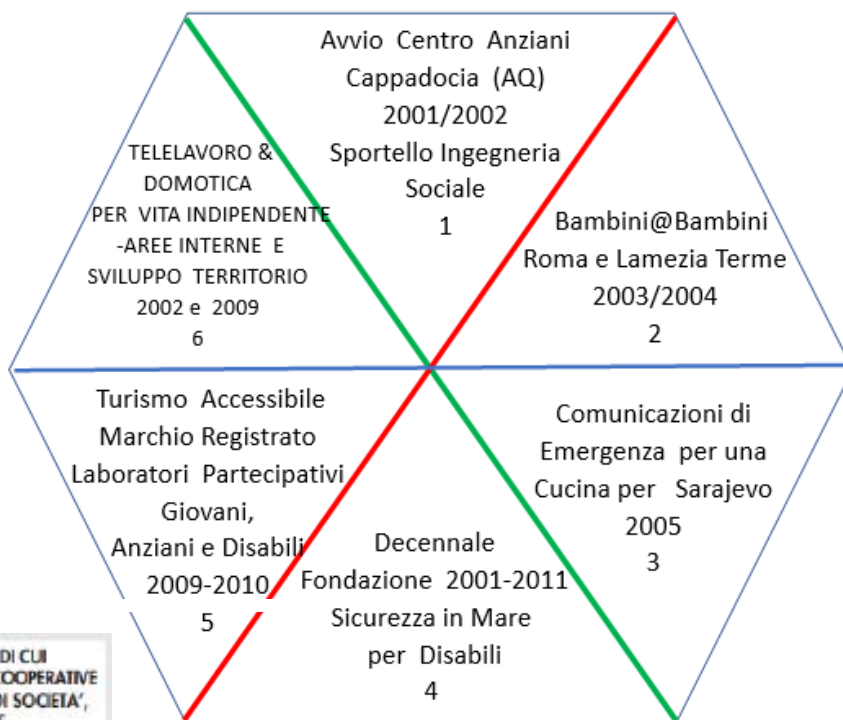 Avvio Centro Anziani
Cappadocia (AQ)
2001/2002
Sportello Ingegneria
Sociale
1
Bambini@Bambini
Roma e Lamezia Terme
2003/2004
2
Comunicazioni di
Emergenza per una
Cucina per Sarajevo
2005
3
Decennale
Fondazione 2001-2011
Sicurezza in Mare
per Disabili
4
Turismo Accessibile
Marchio Registrato
Laboratori Partecipativi
Giovani,
Anziani e Disabili
2009-2010
5
TELELAVORO &
DOMOTICA
PER VITA INDIPENDENTE
-AREE INTERNE E
SVILUPPO TERRITORIO
2002 e 2009
6
DI CUI
COOPERATIVE
DI SOCIETA',